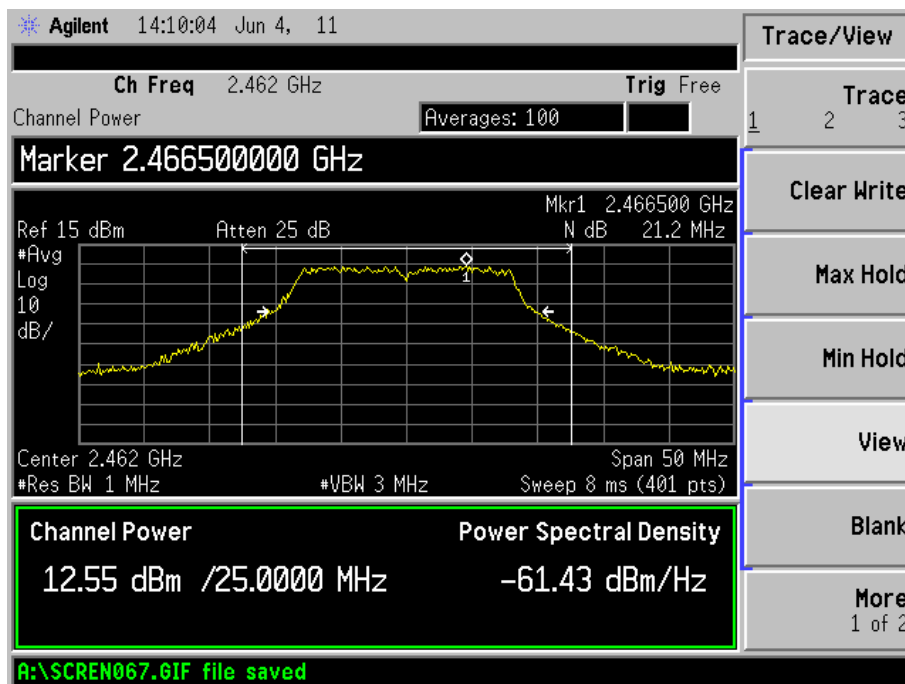 Agilent 14:10:04 Jun 4, 11
Trace/View
Ch Freq 2.462 GHz Trig Free
Channel Power Averages: 100
Trace
1 2 3
Marker 2.466500000 GHz
Clear Write
Mkr1 2.466500 GHz
Ref 15 dBm Atten 25 dB N dB 21.2 MHz
#Avg
Log
10
dB/
1
Max Hold
Min Hold
View
Center 2.462 GHz Span 50 MHz
#Res BW 1 MHz #VBW 3 MHz Sweep 8 ms (401 pts)
Channel Power Power Spectral Density
12.55 dBm /25.0000 MHz -61.43 dBm/Hz
Blank
More
1 of 2
A:\SCREN067.GIF file saved